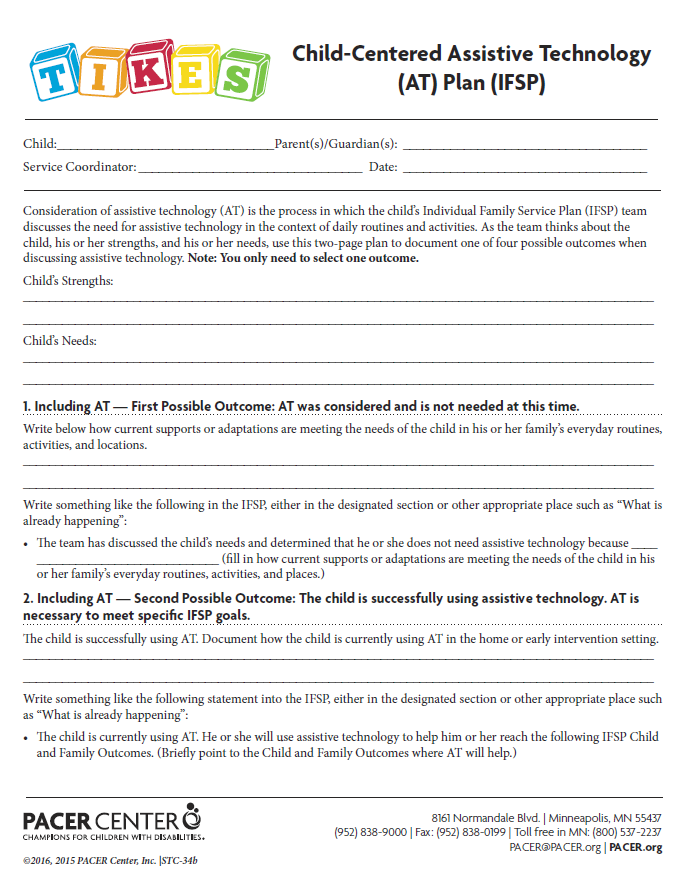 TIKES
Child-Centered Assistive Technology
(AT) Plan (IFSP)
Child:____________________________________Parent(s)/Guardian(s): ________________________________________
Service Coordinator: _____________________________________ Date: ________________________________________
Consideration of assistive technology (AT) is the process in which the child’s Individual Family Service Plan (IFSP) team
discusses the need for assistive technology in the context of daily routines and activities. As the team thinks about the
child, his or her strengths, and his or her needs, use this two-page plan to document one of four possible outcomes when
discussing assistive technology. Note: You only need to select one outcome.
Child’s Strengths:
Child’s Needs:
1. Including AT — First Possible Outcome: AT was considered and is not needed at this time.
Write below how current supports or adaptations are meeting the needs of the child in his or her family’s everyday routines,
activities, and locations.
Write something like the following in the IFSP, either in the designated section or other appropriate place such as “What is
already happening”:
• The team has discussed the child’s needs and determined that he or she does not need assistive technology because ____
______________________________ (fill in how current supports or adaptations are meeting the needs of the child in his
or her family’s everyday routines, activities, and places.)
2. Including AT — Second Possible Outcome: The child is successfully using assistive technology. AT is
necessary to meet specific IFSP goals.
The child is successfully using AT. Document how the child is currently using AT in the home or early intervention setting.
Write something like the following statement into the IFSP, either in the designated section or other appropriate place such
as “What is already happening”:
• The child is currently using AT. He or she will use assistive technology to help him or her reach the following IFSP Child
and Family Outcomes. (Briefly point to the Child and Family Outcomes where AT will help.)
PACER CENTER
CHAMPIONS FOR CHILDREN WITH DISABILITIES
©2016, 2015 PACER Center, Inc. |STC-34b
8161 Normandale Blvd. | Minneapolis, MN 55437
(952) 838-9000 | Fax: (952) 838-0199 | Toll free in MN: (800) 537-2237
PACER@PACER.org | PACER.org